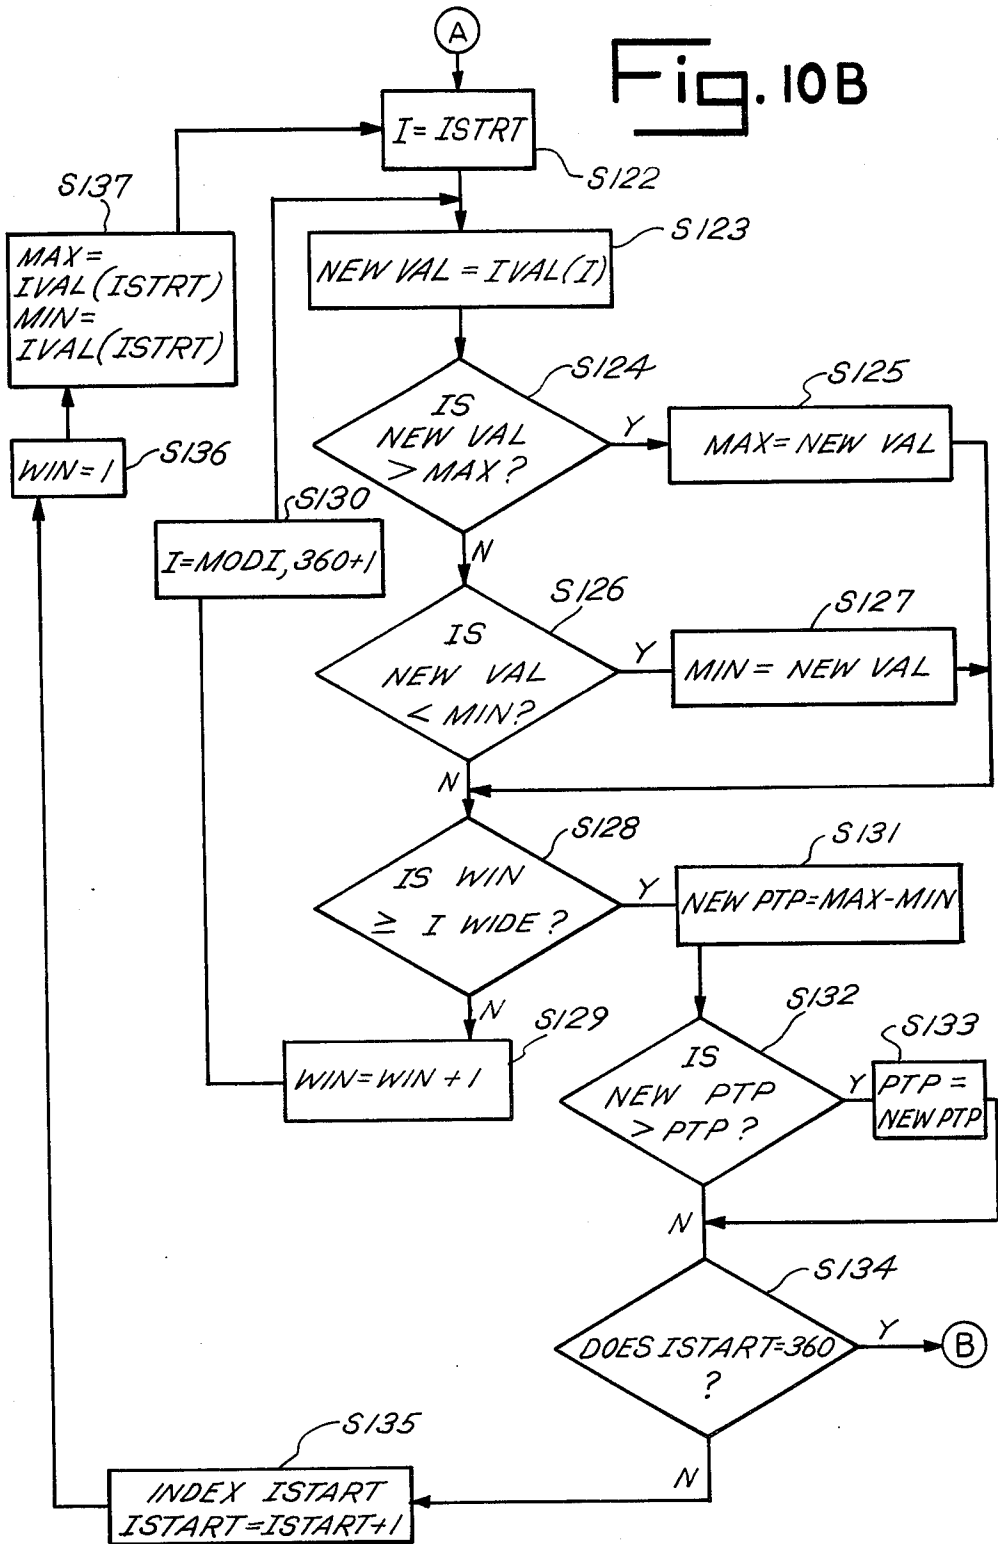 A
Fig. 10B
I = ISTRT
S122
S137
MAX =
IVAL(ISTRT)
MIN =
IVAL(ISTRT)
S123
NEW VAL = IVAL(I)
S124
IS
NEW VAL
> MAX?
Y
S125
MAX = NEW VAL
WIN = 1
S136
S130
I=MODI, 360+1
N
S126
IS
NEW VAL
< MIN?
Y
S127
MIN = NEW VAL
N
S128
IS WIN
≥ I WIDE?
Y
S131
NEW PTP=MAX-MIN
N
S129
WIN=WIN+1
S132
IS
NEW PTP
> PTP?
Y
S133
PTP =
NEW PTP
N
S134
DOES ISTART=360
?
Y
B
N
S135
INDEX ISTART
ISTART=ISTART+1